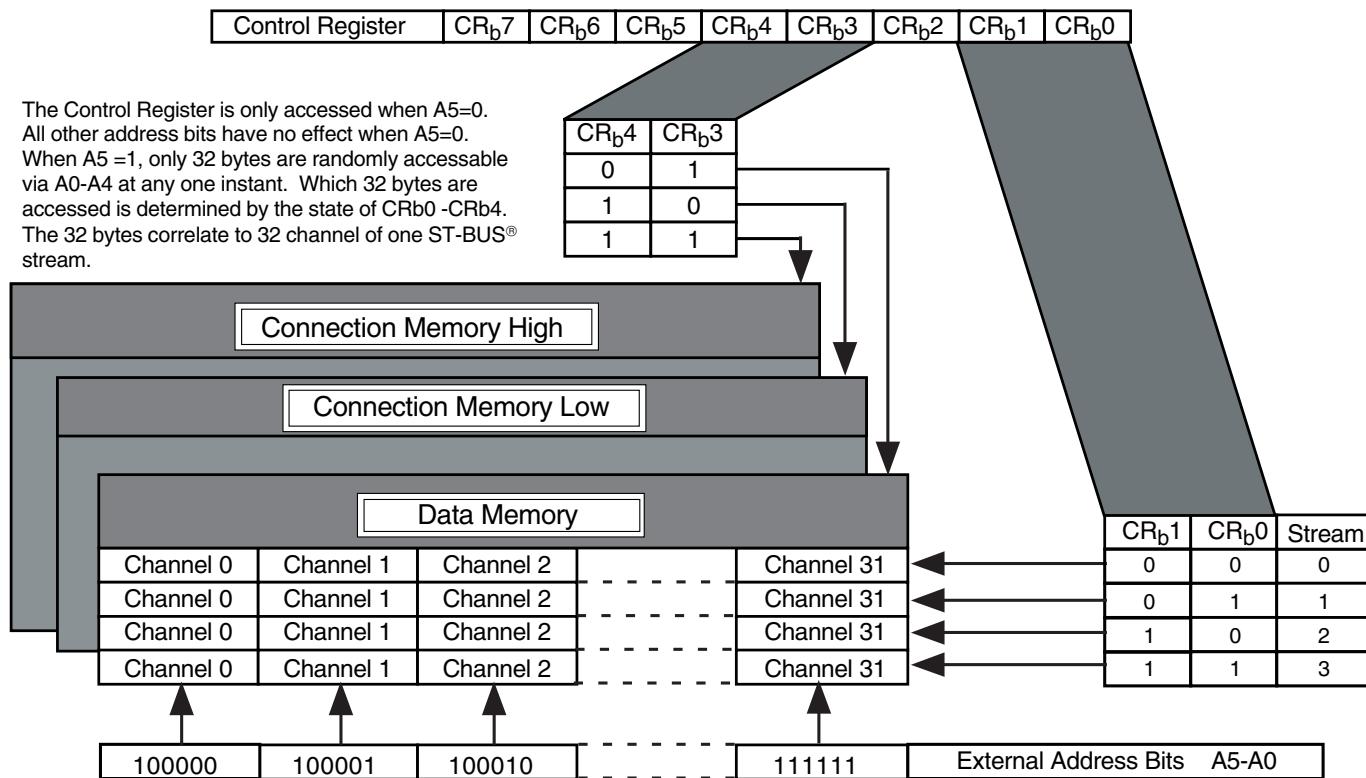 Control Register CRb7 CRb6 CRb5 CRb4 CRb3 CRb2 CRb1 CRb0
The Control Register is only accessed when A5=0.
All other address bits have no effect when A5=0.
When A5 =1, only 32 bytes are randomly accessable
via A0-A4 at any one instant. Which 32 bytes are
accessed is determined by the state of CRb0 -CRb4.
The 32 bytes correlate to 32 channel of one ST-BUS®
stream.
CRb4 CRb3
0 1
1 0
1 1
Connection Memory High
Connection Memory Low
Data Memory
Channel 0 Channel 1 Channel 2 Channel 31
Channel 0 Channel 1 Channel 2 Channel 31
Channel 0 Channel 1 Channel 2 Channel 31
Channel 0 Channel 1 Channel 2 Channel 31
CRb1 CRb0 Stream
0 0 0
0 1 1
1 0 2
1 1 3
100000 100001 100010 111111 External Address Bits A5-A0